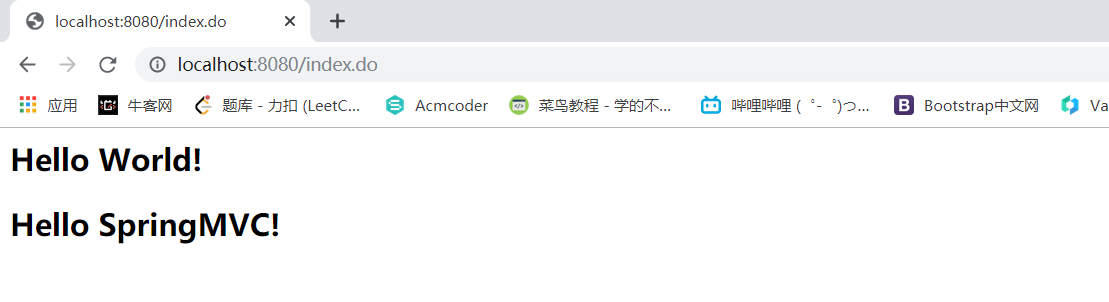 localhost:8080/index.do
localhost:8080/index.do
应用 牛客网 题库 - 力扣 (LeetC... Acmcoder 菜鸟教程 - 学的不... 哔哩哔哩 ( ゜- ゜)つ... Bootstrap中文网 Va
Hello World!
Hello SpringMVC!